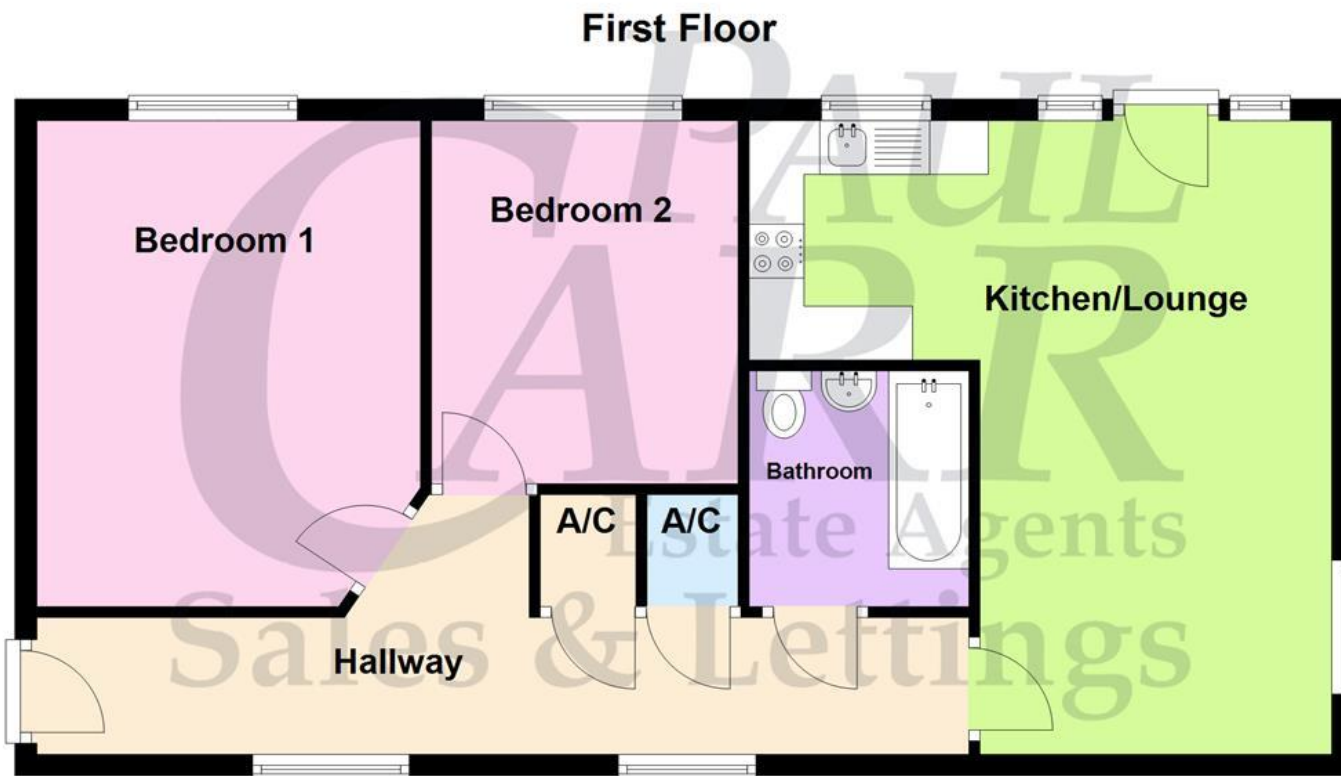 First Floor
PAUL
CARR
Estate Agents
Sales & Lettings
Bedroom 1
Bedroom 2
Kitchen/Lounge
Bathroom
A/C
A/C
Hallway